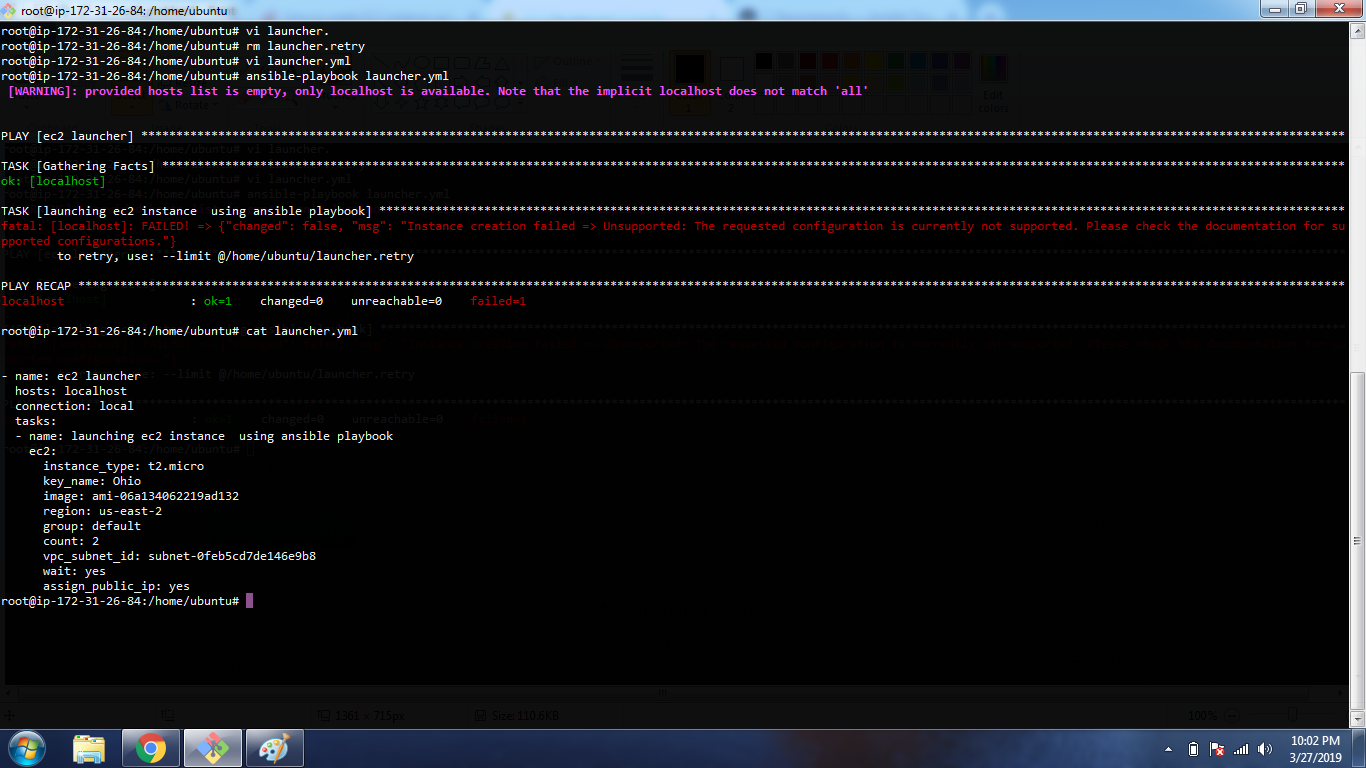 root@ip-172-31-26-84: /home/ubuntu
root@ip-172-31-26-84:/home/ubuntu# vi launcher.
root@ip-172-31-26-84:/home/ubuntu# rm launcher.retry
root@ip-172-31-26-84:/home/ubuntu# vi launcher.yml
root@ip-172-31-26-84:/home/ubuntu# ansible-playbook launcher.yml
[WARNING]: provided hosts list is empty, only localhost is available. Note that the implicit localhost does not match 'all'
PLAY [ec2 launcher] ****************************************************************************************************************************************************************************
TASK [Gathering Facts] *************************************************************************************************************************************************************************
ok: [localhost]
TASK [launching ec2 instance  using ansible playbook] ******************************************************************************************************************************************
fatal: [localhost]: FAILED! => {"changed": false, "msg": "Instance creation failed => Unsupported: The requested configuration is currently not supported. Please check the documentation for su
pported configurations."}
to retry, use: --limit @/home/ubuntu/launcher.retry
PLAY RECAP *************************************************************************************************************************************************************************************
localhost                  : ok=1    changed=0    unreachable=0    failed=1
root@ip-172-31-26-84:/home/ubuntu# cat launcher.yml
- name: ec2 launcher
  hosts: localhost
  connection: local
  tasks:
  - name: launching ec2 instance  using ansible playbook
    ec2:
      instance_type: t2.micro
      key_name: Ohio
      image: ami-06a134062219ad132
      region: us-east-2
      group: default
      count: 2
      vpc_subnet_id: subnet-0feb5cd7de146e9b8
      wait: yes
      assign_public_ip: yes
root@ip-172-31-26-84:/home/ubuntu#
1361 × 715px
Size: 110.6KB
100%
10:02 PM
3/27/2019